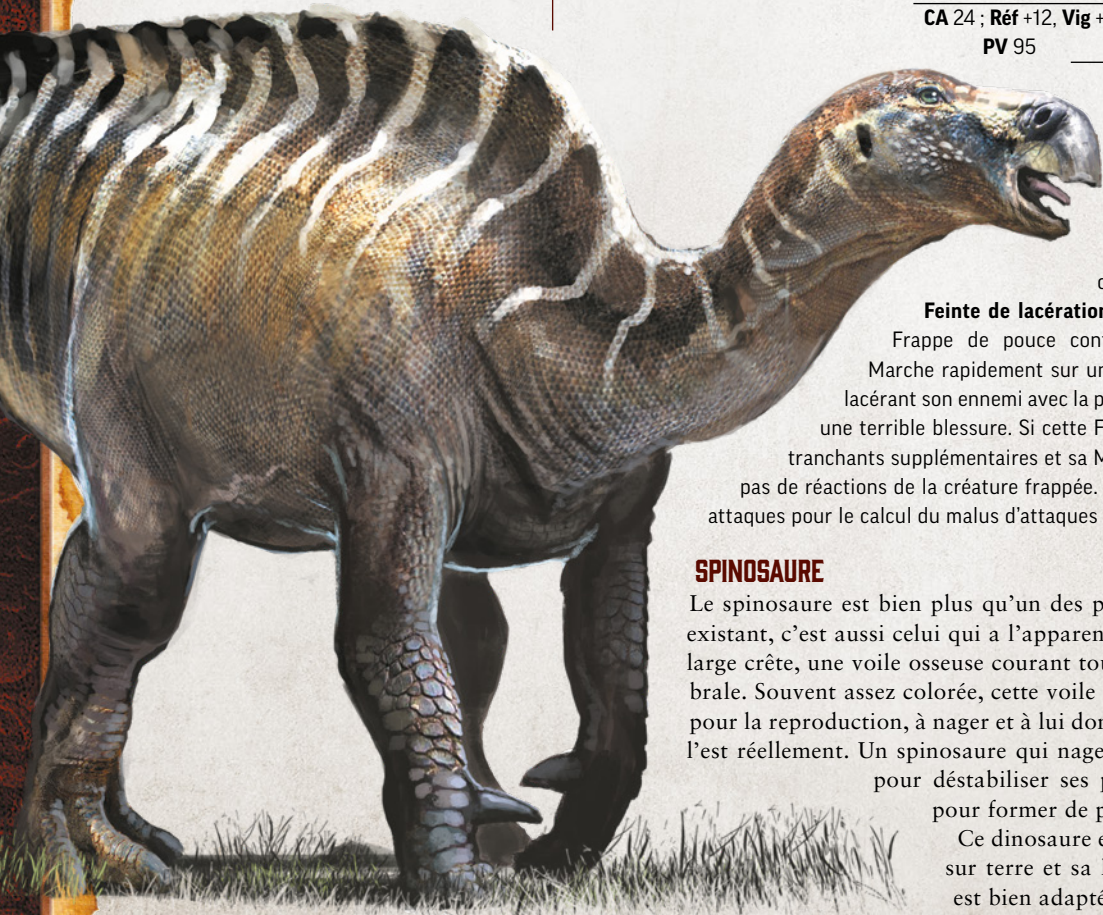 CA 24 ; Réf +12, Vig +
PV 95
Feinte de lacération
Frappe de pouce con
Marche rapidement sur un
lacérant son ennemi avec la p
une terrible blessure. Si cette F
tranchants supplémentaires et sa M
pas de réactions de la créature frappée.
attaques pour le calcul du malus d'attaques
SPINOSAURE
Le spinosaure est bien plus qu'un des p
existant, c'est aussi celui qui a l'apparen
large crête, une voile osseuse courant tou
brale. Souvent assez colorée, cette voile
pour la reproduction, à nager et à lui don
l'est réellement. Un spinosaure qui nage
pour déstabiliser ses p
pour former de p
Ce dinosaure e
sur terre et sa
est bien adapté